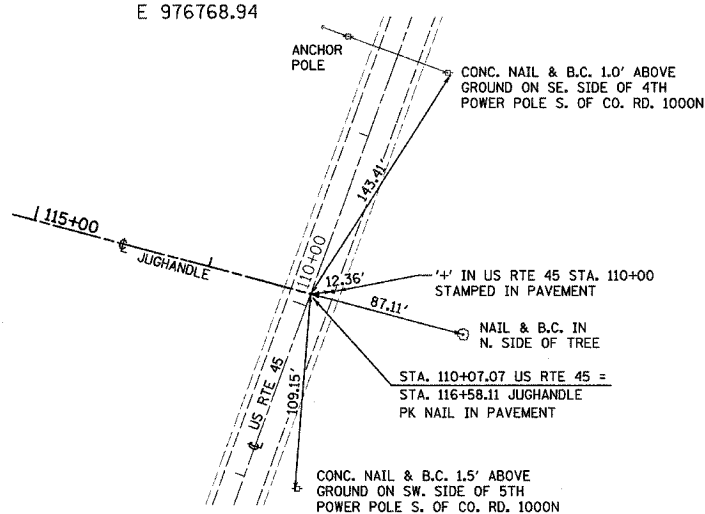 E 976768.94
ANCHOR
POLE
CONC. NAIL & B.C. 1.0' ABOVE
GROUND ON SE. SIDE OF 4TH
POWER POLE S. OF CO. RD. 1000N
143.41'
115+00
℄ JUGHANDLE
110+00
12.36'
'+' IN US RTE 45 STA. 110+00
STAMPED IN PAVEMENT
87.11'
NAIL & B.C. IN
N. SIDE OF TREE
STA. 110+07.07 US RTE 45 =
STA. 116+58.11 JUGHANDLE
PK NAIL IN PAVEMENT
109.15'
℄ US RTE 45
CONC. NAIL & B.C. 1.5' ABOVE
GROUND ON SW. SIDE OF 5TH
POWER POLE S. OF CO. RD. 1000N